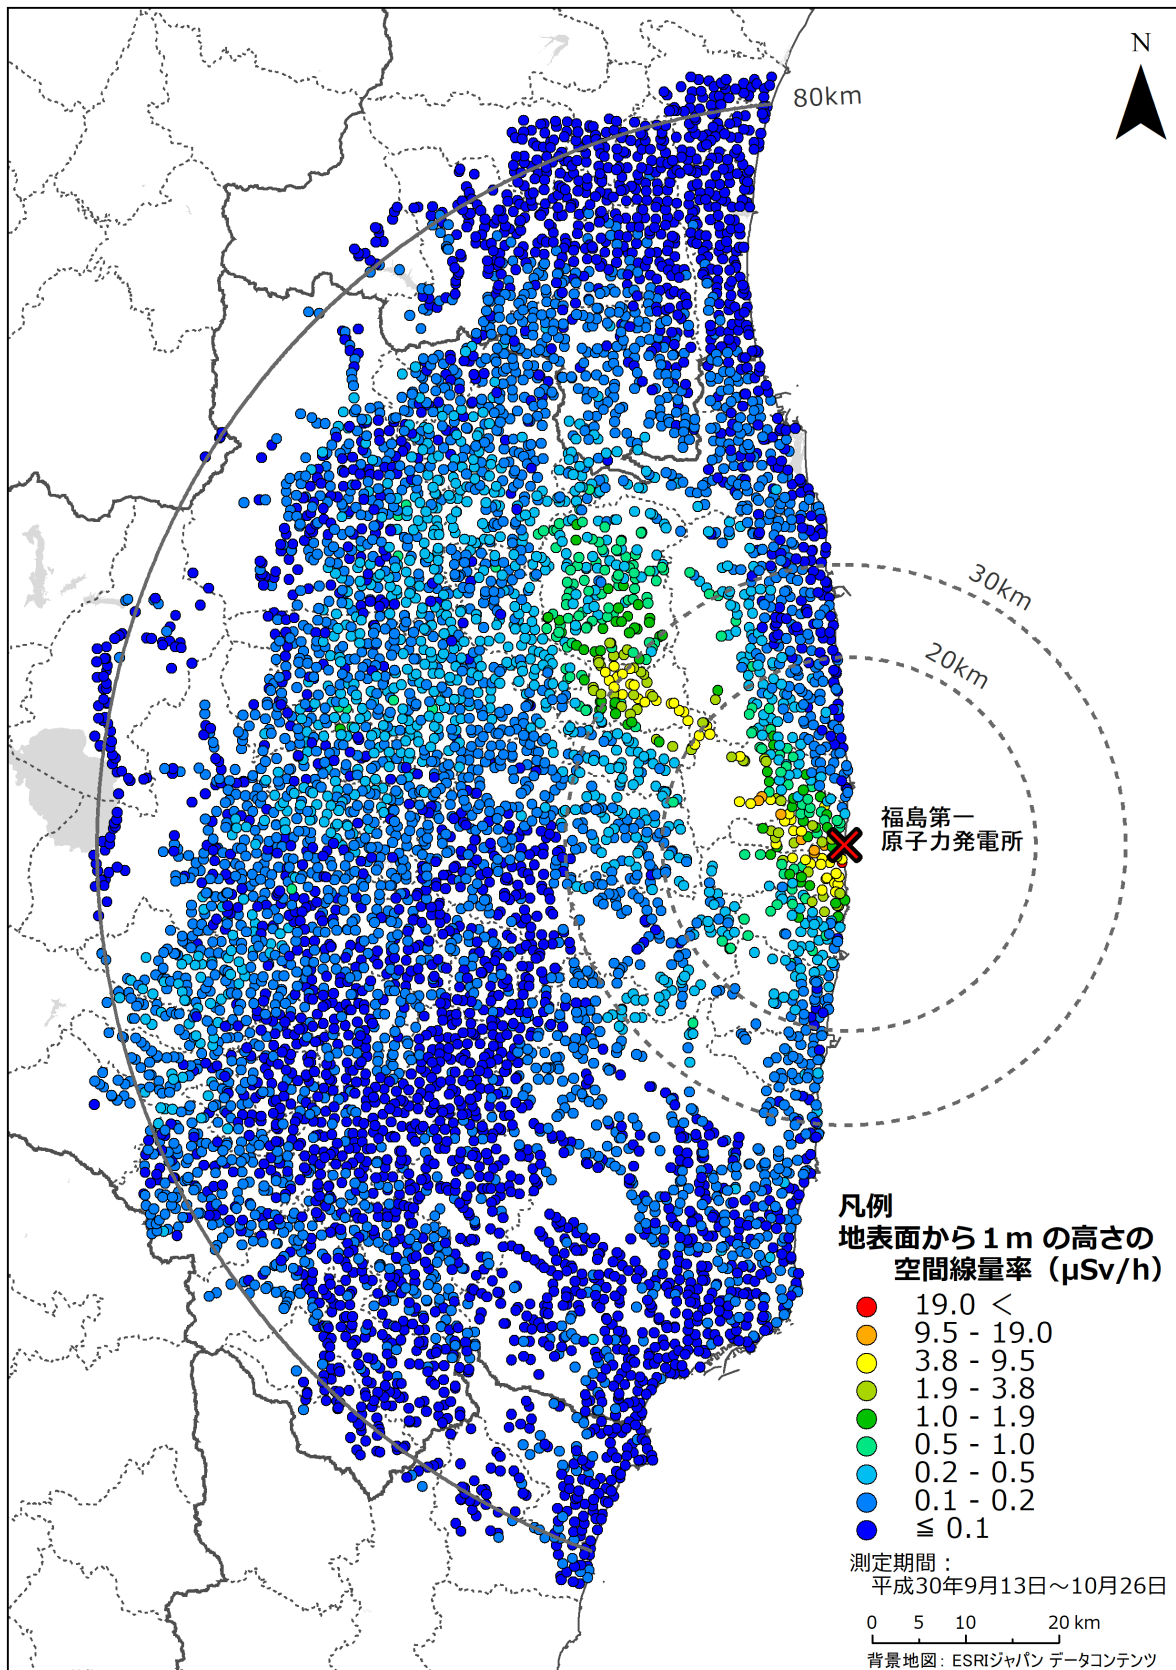 N
80km
30km
20km
福島第一
原子力発電所
凡例
地表面から1m の高さの
空間線量率（μSv/h）
19.0 <
9.5 - 19.0
3.8 - 9.5
1.9 - 3.8
1.0 - 1.9
0.5 - 1.0
0.2 - 0.5
0.1 - 0.2
≦ 0.1
測定期間：
平成30年9月13日～10月26日
0 5 10 20 km
背景地図: ESRIジャパン データコンテンツ